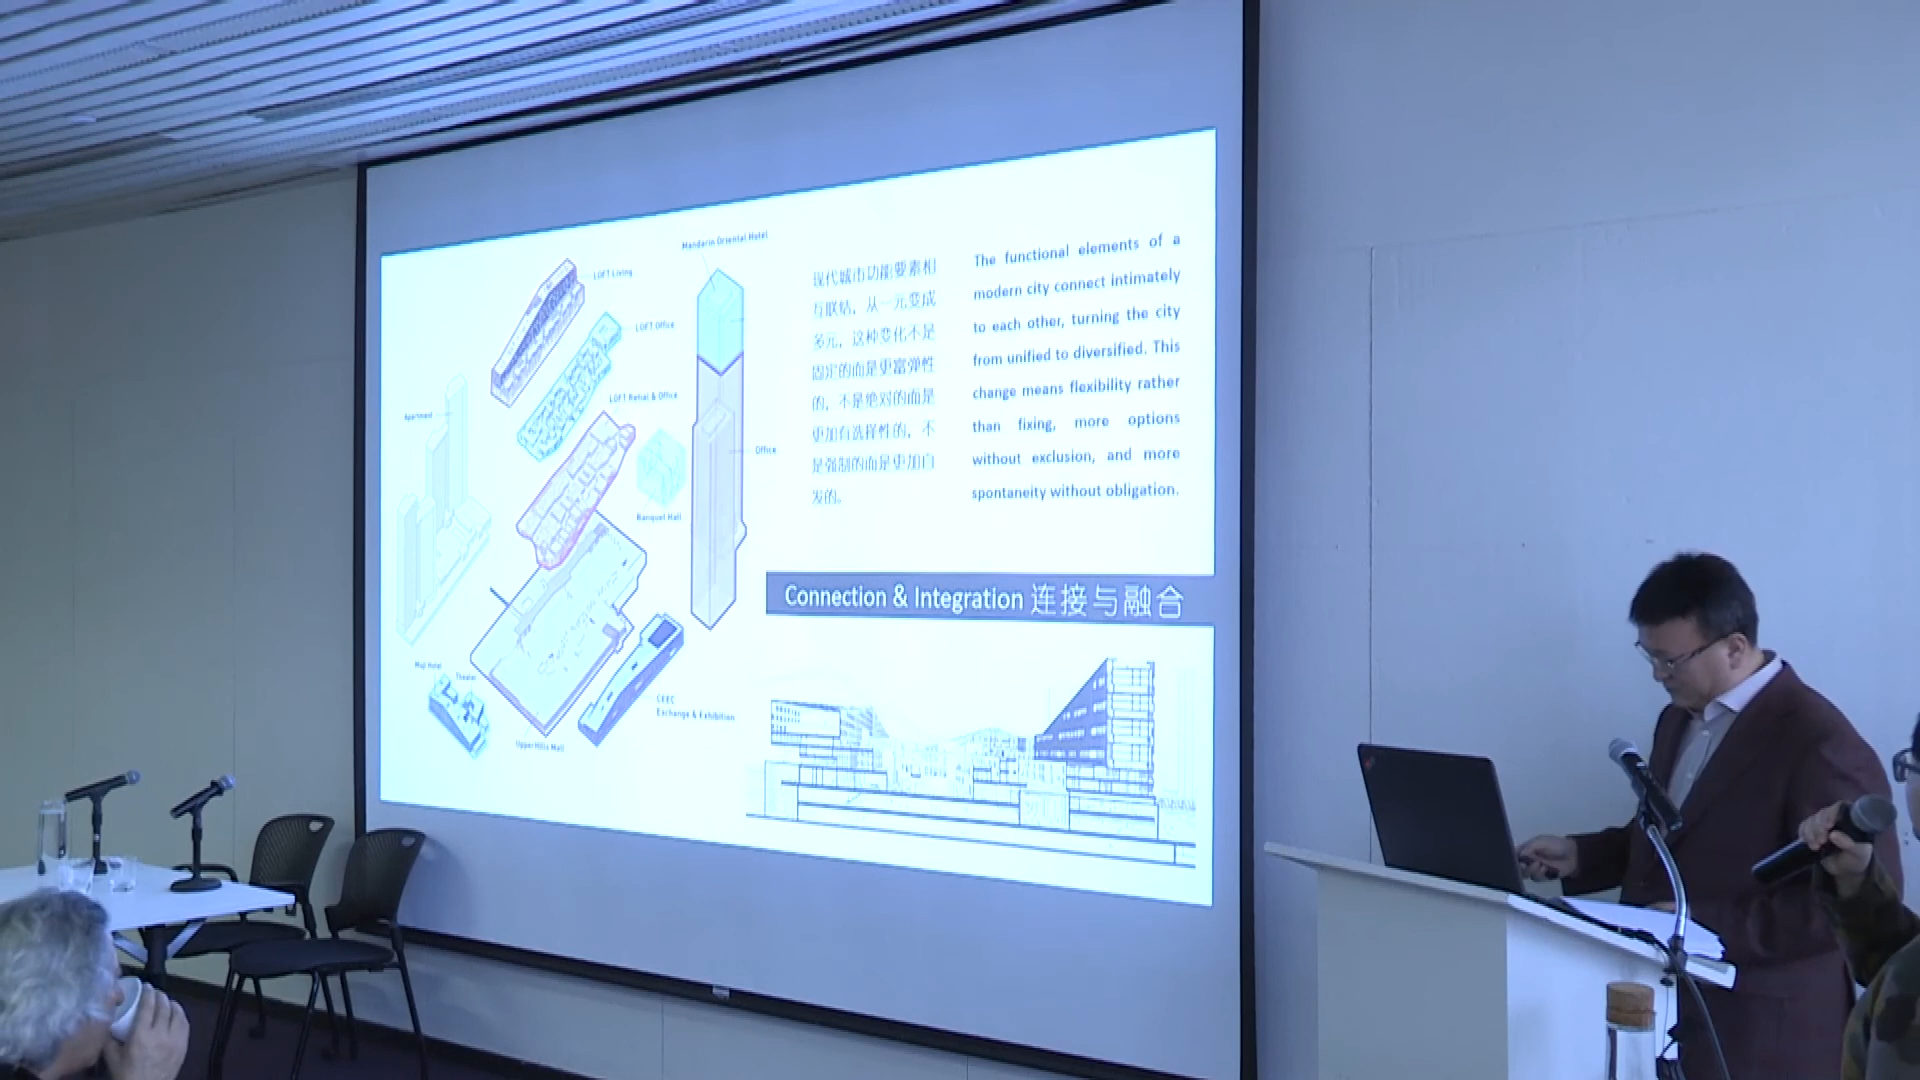 Mandarin Oriental Hotel
LOFT Living
LOFT Office
LOFT Retail & Office
Apartment
Office
Banquet Hall
Muji Hotel
Theater
CEEC
Exchange & Exhibition
Upper Hills Mall
现代城市功能要素相
互联结，从一元变成
多元，这种变化不是
固定的而是更富弹性
的，不是绝对的而是
更加有选择性的，不
是强制的而是更加自
发的。
The functional elements of a
modern city connect intimately
to each other, turning the city
from unified to diversified. This
change means flexibility rather
than fixing, more options
without exclusion, and more
spontaneity without obligation.
Connection & Integration 连接与融合